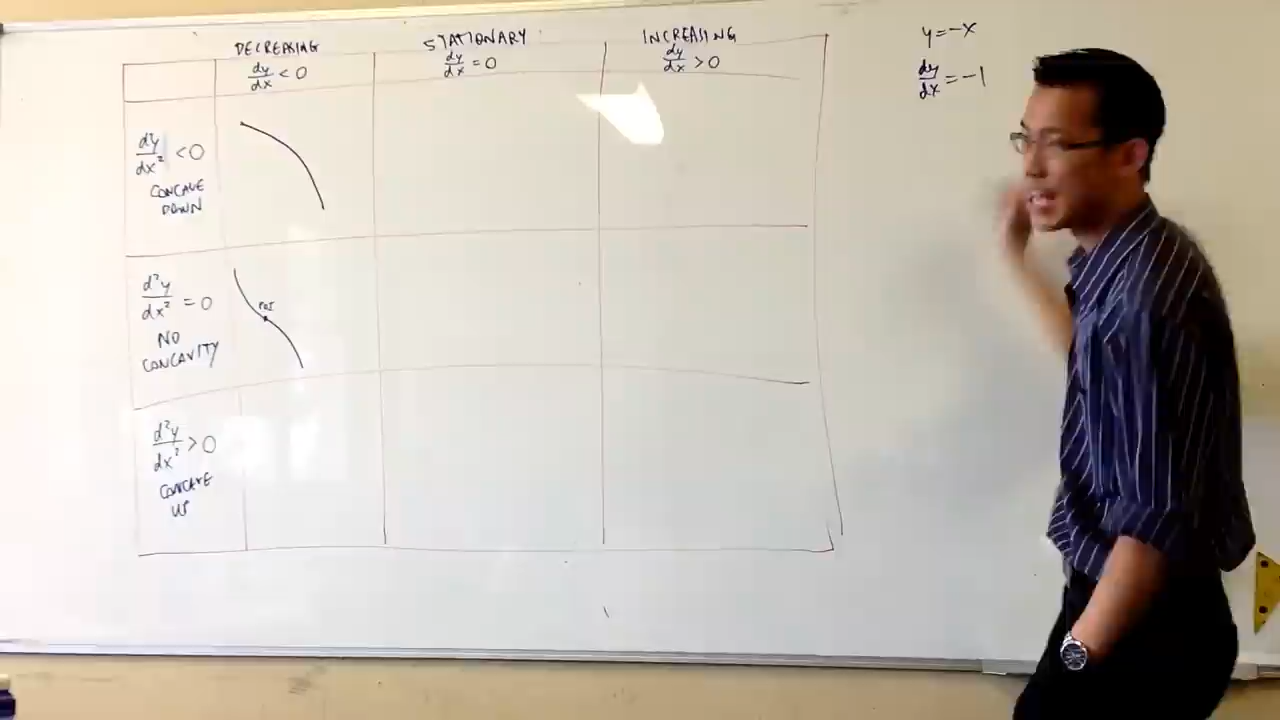 DECREASING
dy/dx < 0
STATIONARY
dy/dx = 0
INCREASING
dy/dx > 0
y=-x
dy/dx = -1
d²y/dx² < 0
CONCAVE
DOWN
d²y/dx² = 0
NO
CONCAVITY
POI
d²y/dx² > 0
CONCAVE
UP